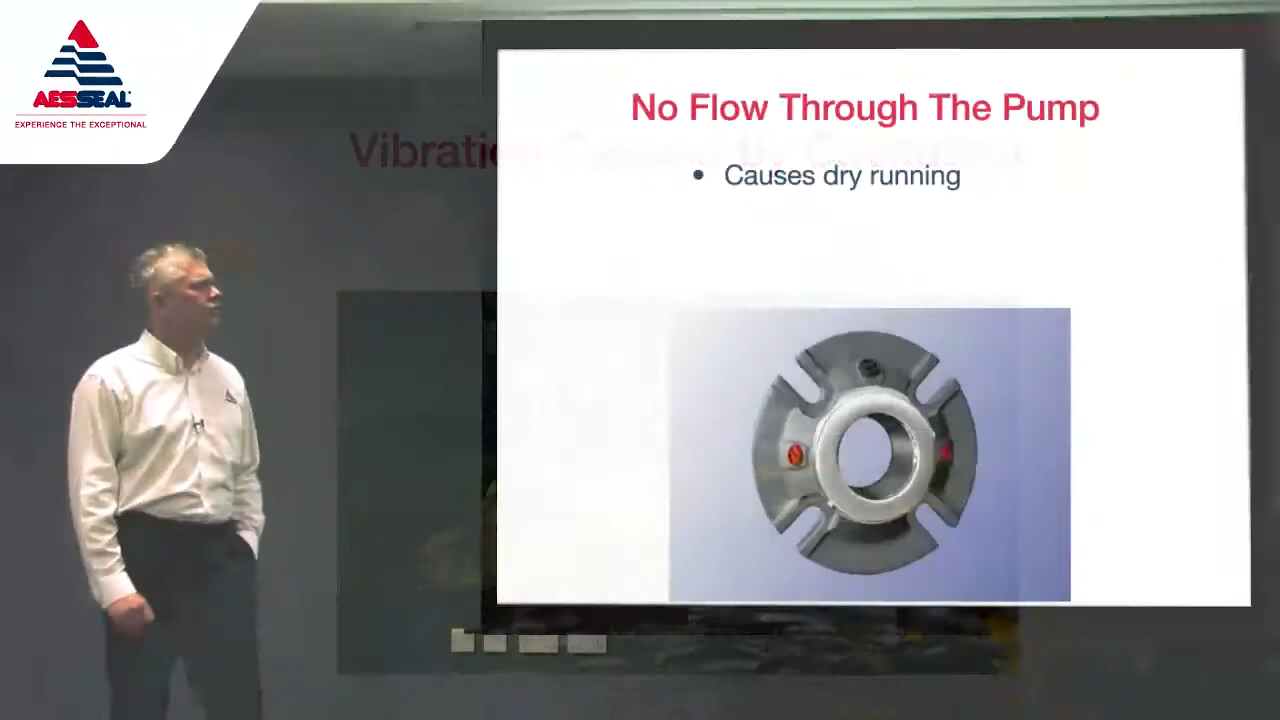 AESSEAL
EXPERIENCE THE EXCEPTIONAL
No Flow Through The Pump
• Causes dry running